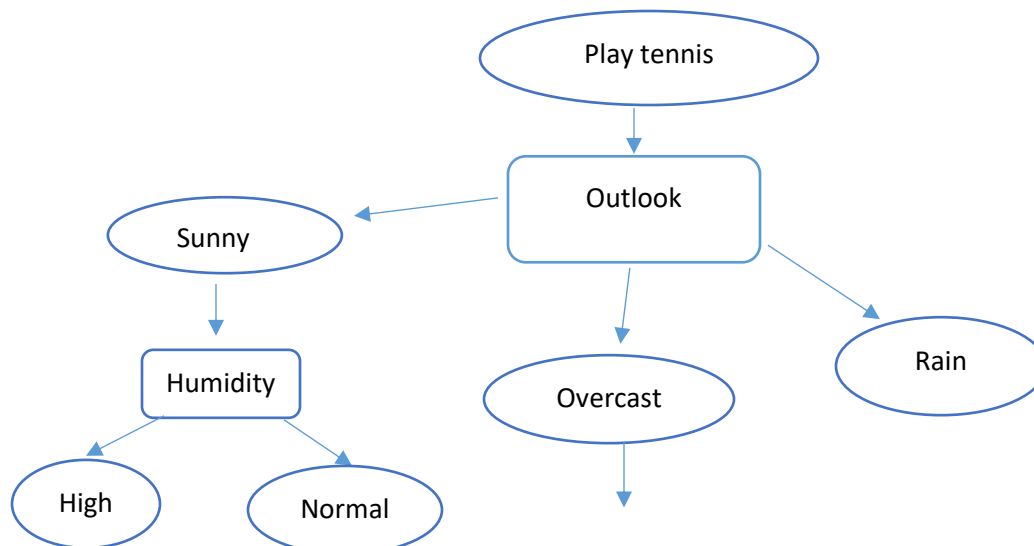 Play tennis
Outlook
Sunny
Rain
Humidity
Overcast
High
Normal